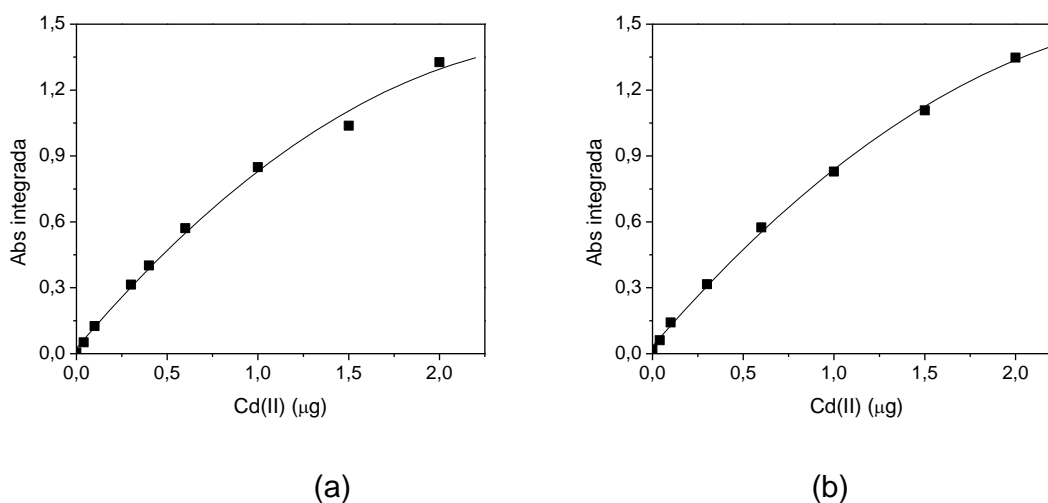 1,5
1,2
0,9
0,6
0,3
0,0
Abs integrada
0,0 0,5 1,0 1,5 2,0
Cd(II) (μg)
(a)
1,5
1,2
0,9
0,6
0,3
0,0
Abs integrada
0,0 0,5 1,0 1,5 2,0
Cd(II) (μg)
(b)